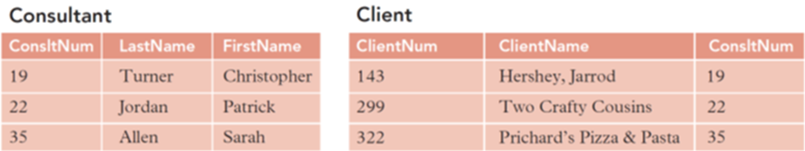 Consultant
ConsltNum LastName FirstName
19 Turner Christopher
22 Jordan Patrick
35 Allen Sarah
Client
ClientNum ClientName ConsltNum
143 Hershey, Jarrod 19
299 Two Crafty Cousins 22
322 Prichard's Pizza & Pasta 35